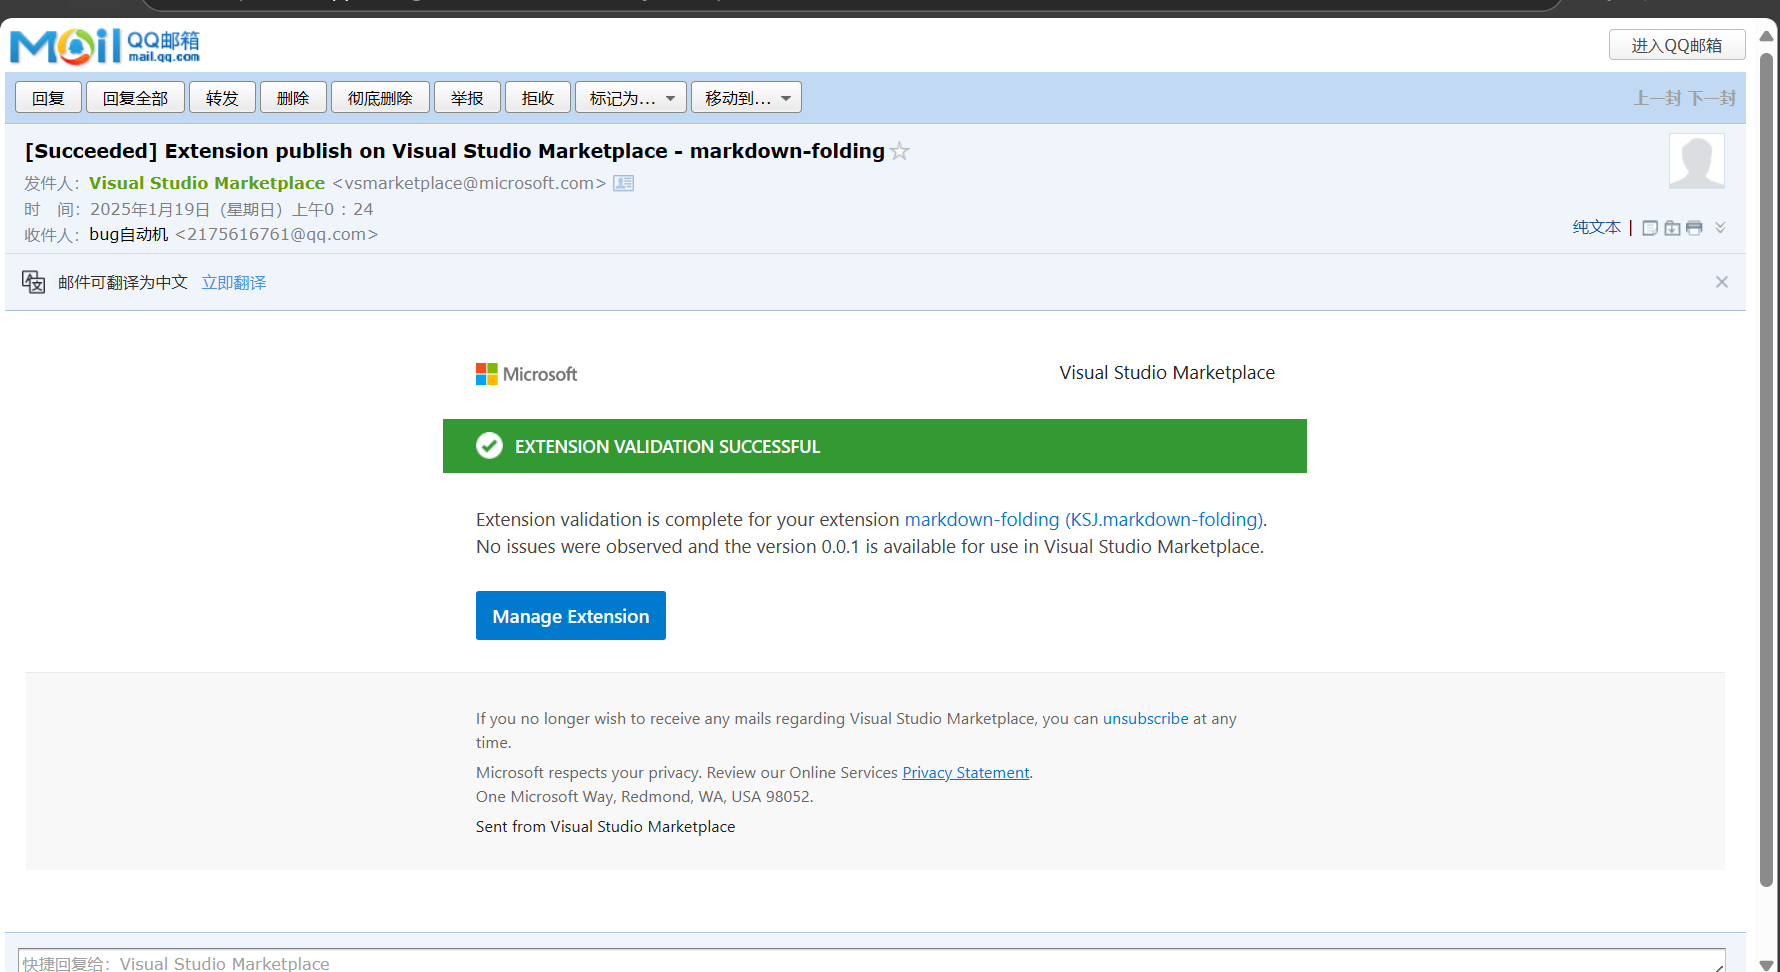 Mail QQ邮箱
mail.qq.com
进入QQ邮箱
回复 回复全部 转发 删除 彻底删除 举报 拒收 标记为... 移动到... 上一封 下一封
[Succeeded] Extension publish on Visual Studio Marketplace - markdown-folding
发件人： Visual Studio Marketplace <vsmarketplace@microsoft.com>
时 间： 2025年1月19日（星期日）上午0：24
收件人： bug自动机 <2175616761@qq.com>
纯文本 |
邮件可翻译为中文 立即翻译
Microsoft
Visual Studio Marketplace
EXTENSION VALIDATION SUCCESSFUL
Extension validation is complete for your extension markdown-folding (KSJ.markdown-folding).
No issues were observed and the version 0.0.1 is available for use in Visual Studio Marketplace.
Manage Extension
If you no longer wish to receive any mails regarding Visual Studio Marketplace, you can unsubscribe at any
time.
Microsoft respects your privacy. Review our Online Services Privacy Statement.
One Microsoft Way, Redmond, WA, USA 98052.
Sent from Visual Studio Marketplace
快捷回复给：Visual Studio Marketplace